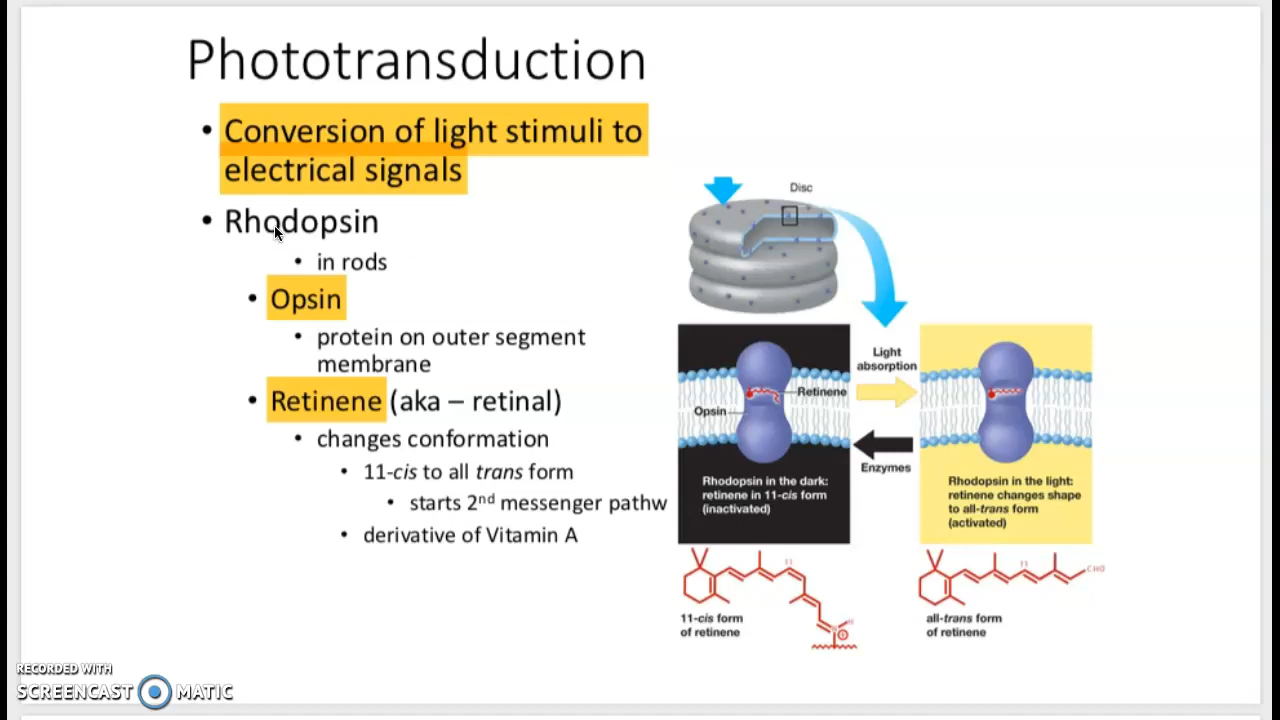 Phototransduction
• Conversion of light stimuli to
electrical signals
• Rhodopsin
• in rods
• Opsin
• protein on outer segment
membrane
• Retinene (aka – retinal)
• changes conformation
• 11-cis to all trans form
• starts 2nd messenger pathw
• derivative of Vitamin A
Disc
Light
absorption
Retinene
Opsin
Enzymes
Rhodopsin in the dark:
retinene in 11-cis form
(inactivated)
Rhodopsin in the light:
retinene changes shape
to all-trans form
(activated)
11
H
N
+
11-cis form
of retinene
11
CHO
all-trans form
of retinene
RECORDED WITH
SCREENCAST MATIC